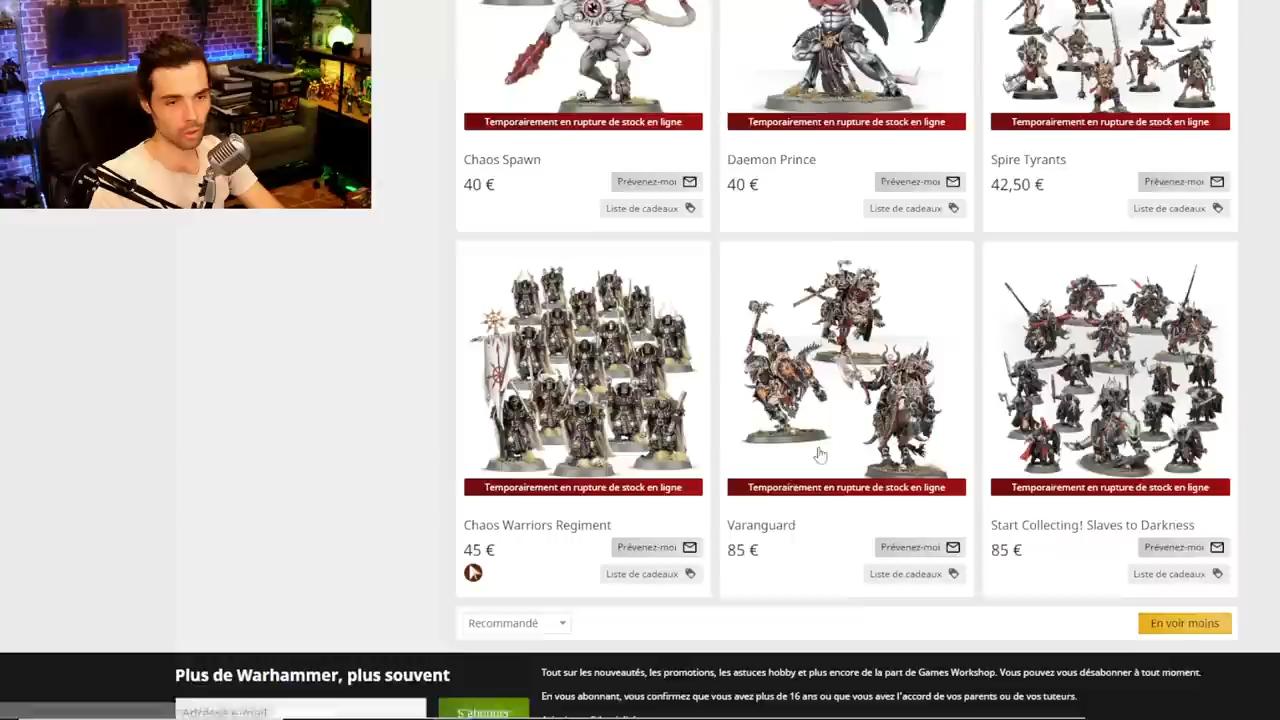 Temporairement en rupture de stock en ligne
Temporairement en rupture de stock en ligne
Temporairement en rupture de stock en ligne
Chaos Spawn
Daemon Prince
Spire Tyrants
40 €
Prévenez-moi
40 €
Prévenez-moi
42,50 €
Prévenez-moi
Liste de cadeaux
Liste de cadeaux
Liste de cadeaux
Temporairement en rupture de stock en ligne
Temporairement en rupture de stock en ligne
Temporairement en rupture de stock en ligne
Chaos Warriors Regiment
Varanguard
Start Collecting! Slaves to Darkness
45 €
Prévenez-moi
85 €
Prévenez-moi
85 €
Prévenez-moi
Liste de cadeaux
Liste de cadeaux
Liste de cadeaux
Recommandé
En voir moins
Plus de Warhammer, plus souvent
Tout sur les nouveautés, les promotions, les astuces hobby et plus encore de la part de Games Workshop. Vous pouvez vous désabonner à tout moment.
En vous abonnant, vous confirmez que vous avez plus de 16 ans ou que vous avez l'accord de vos parents ou de vos tuteurs.
Adresse e-mail
S'abonner